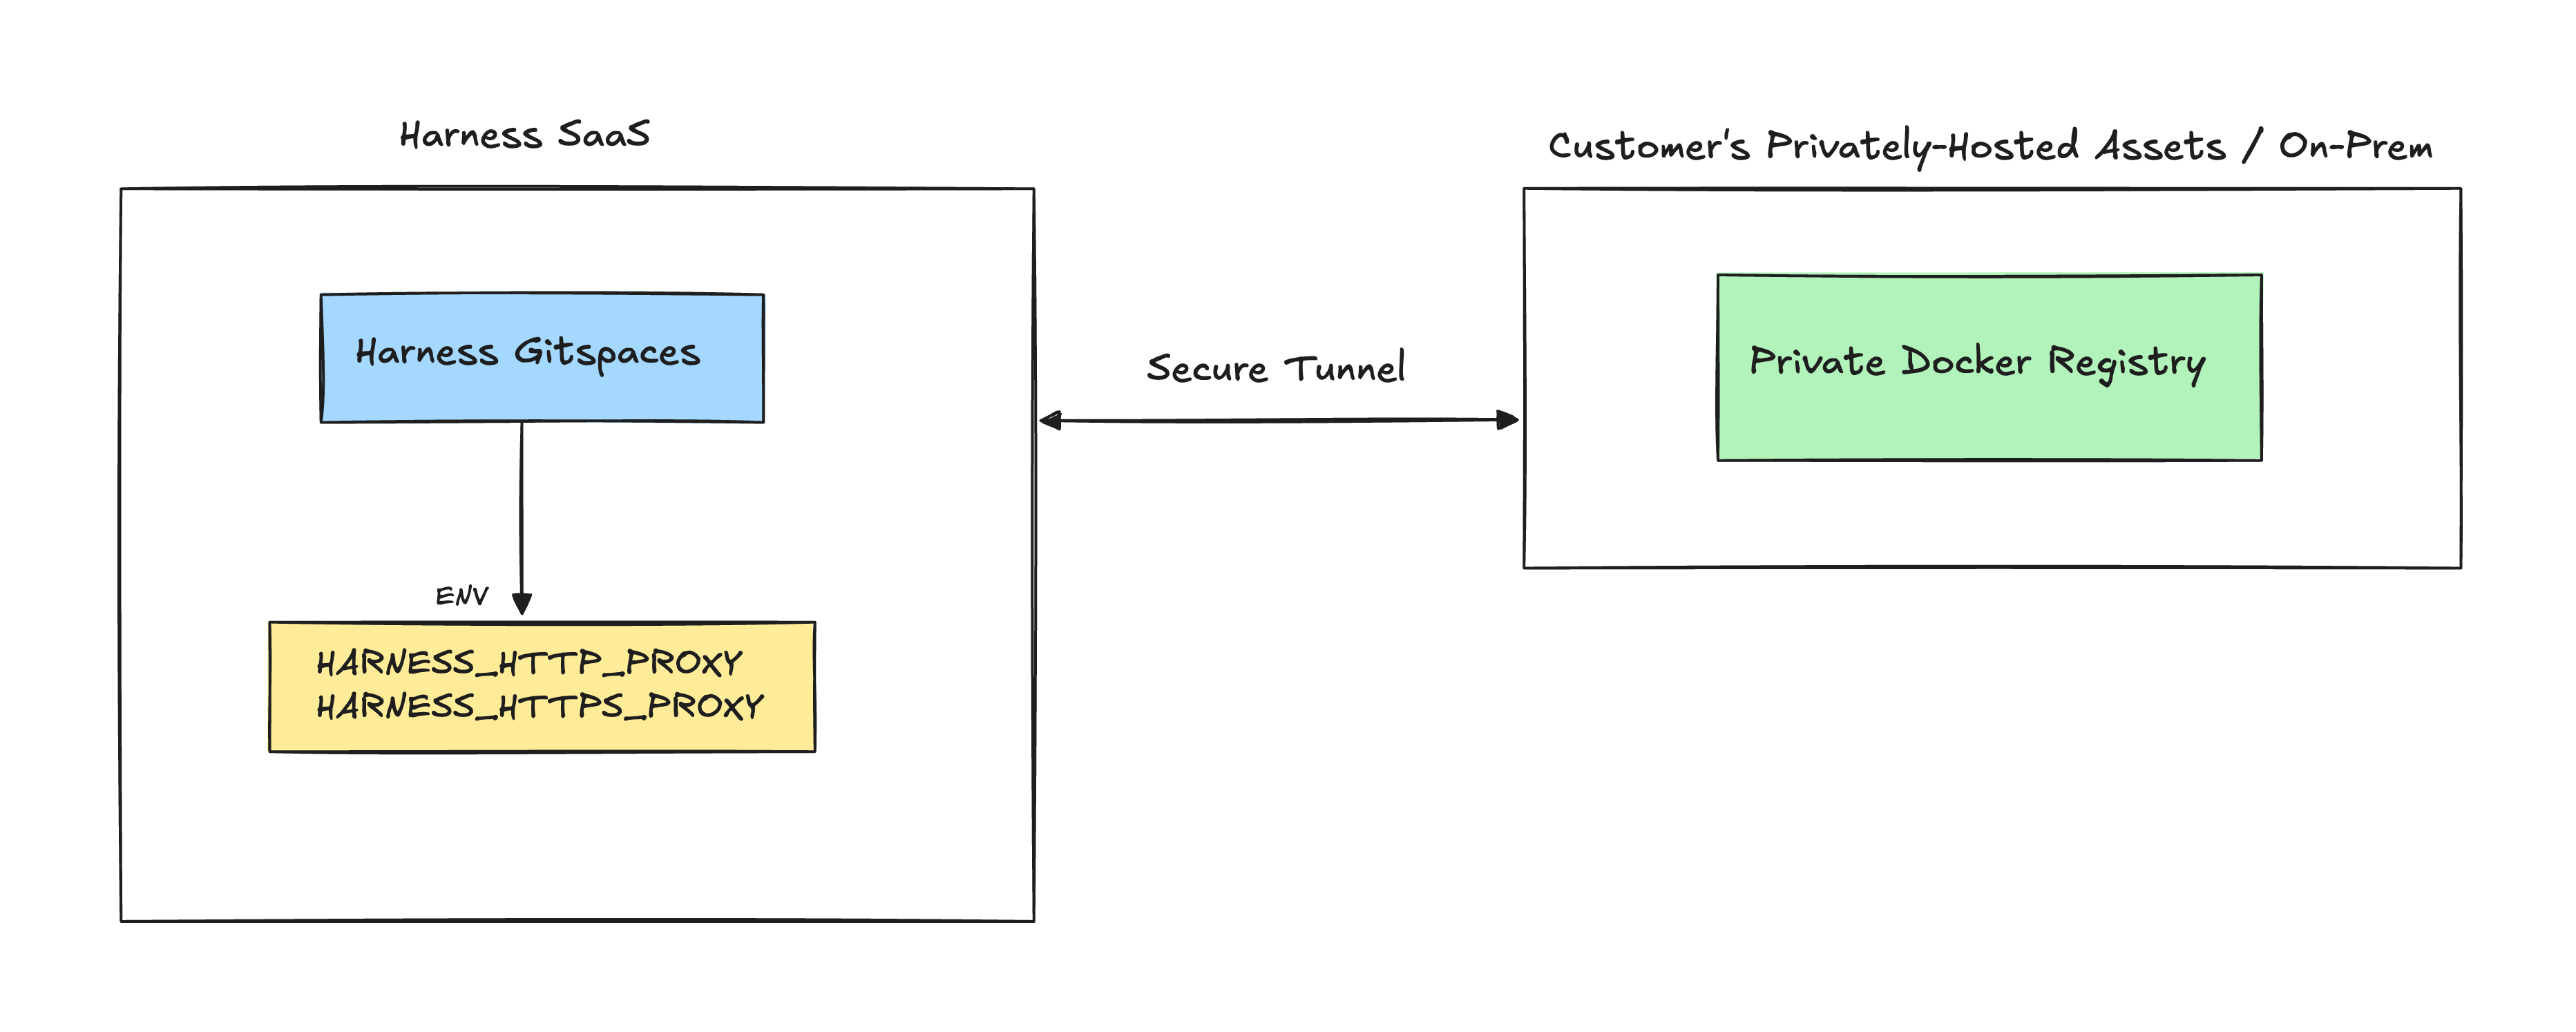 Harness SaaS
Customer's Privately-Hosted Assets / On-Prem
Harness Gitspaces
Secure Tunnel
Private Docker Registry
ENV
HARNESS_HTTP_PROXY
HARNESS_HTTPS_PROXY